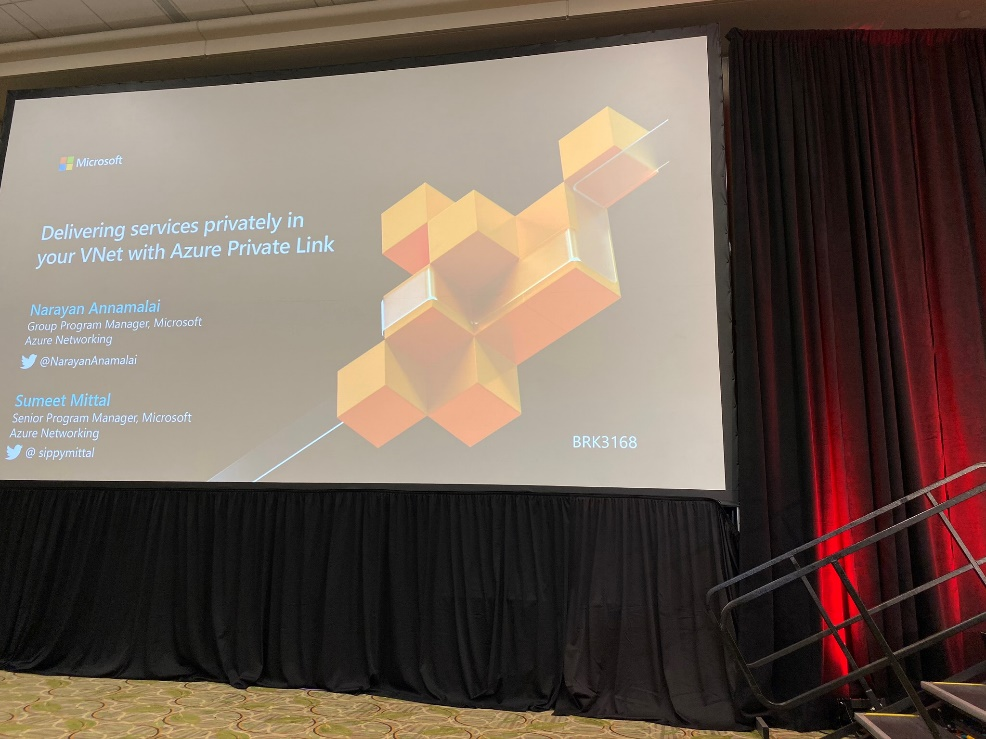 Microsoft
Delivering services privately in
your VNet with Azure Private Link
Narayan Annamalai
Group Program Manager, Microsoft
Azure Networking
@NarayanAnamalai
Sumeet Mittal
Senior Program Manager, Microsoft
Azure Networking
@ sippymittal
BRK3168